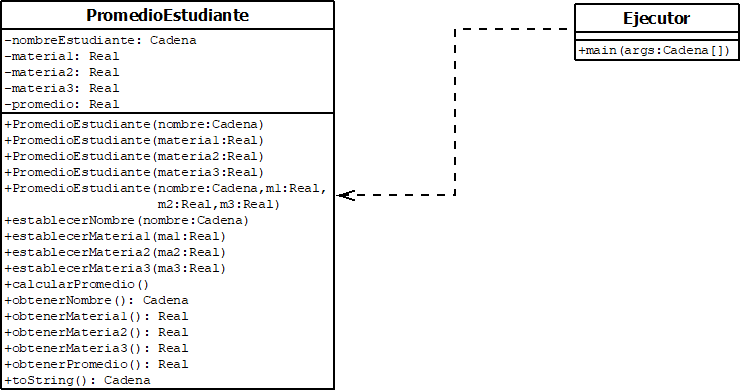 PromedioEstudiante
-nombreEstudiante: Cadena
-materia1: Real
-materia2: Real
-materia3: Real
-promedio: Real
+PromedioEstudiante(nombre:Cadena)
+PromedioEstudiante(materia1:Real)
+PromedioEstudiante(materia2:Real)
+PromedioEstudiante(materia3:Real)
+PromedioEstudiante(nombre:Cadena,m1:Real,
m2:Real,m3:Real)
+establecerNombre(nombre:Cadena)
+establecerMateria1(ma1:Real)
+establecerMateria2(ma2:Real)
+establecerMateria3(ma3:Real)
+calcularPromedio()
+obtenerNombre(): Cadena
+obtenerMateria1(): Real
+obtenerMateria2(): Real
+obtenerMateria3(): Real
+obtenerPromedio(): Real
+toString(): Cadena
Ejecutor
+main(args:Cadena[])